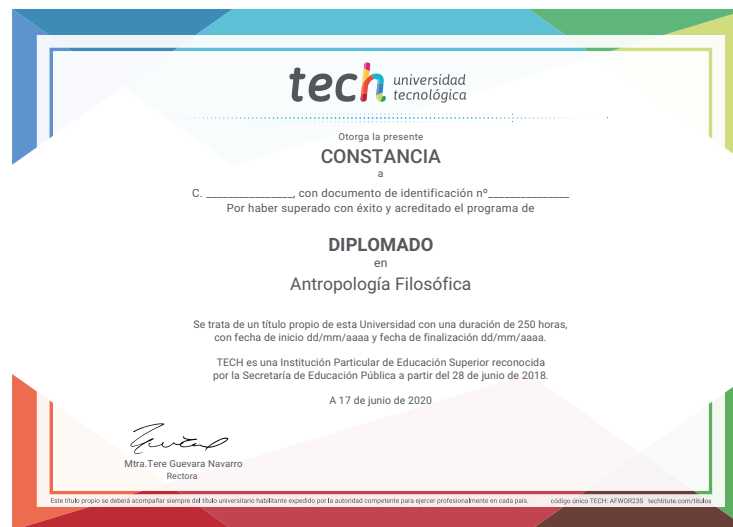 tech universidad
tecnológica
Otorga la presente
CONSTANCIA
a
C. ________________, con documento de identificación nº_______________
Por haber superado con éxito y acreditado el programa de
DIPLOMADO
en
Antropología Filosófica
Se trata de un título propio de esta Universidad con una duración de 250 horas,
con fecha de inicio dd/mm/aaaa y fecha de finalización dd/mm/aaaa.
TECH es una Institución Particular de Educación Superior reconocida
por la Secretaría de Educación Pública a partir del 28 de junio de 2018.
A 17 de junio de 2020
Mtra.Tere Guevara Navarro
Rectora
Este título propio se deberá acompañar siempre del título universitario habilitante expedido por la autoridad competente para ejercer profesionalmente en cada país. código único TECH: AFWOR23S techtitute.com/títulos